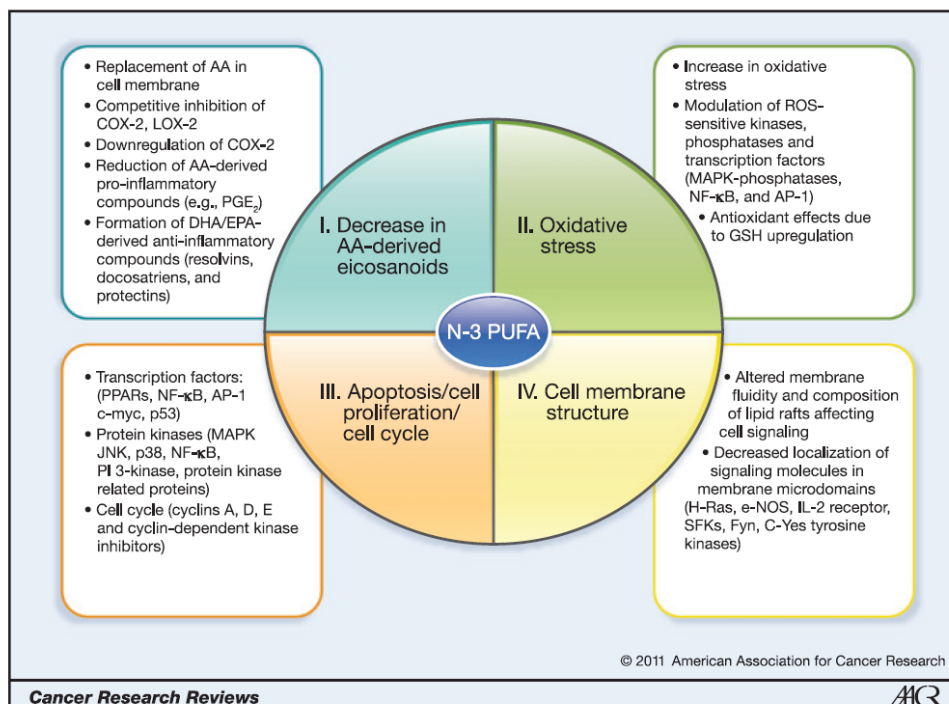 • Replacement of AA in
cell membrane
• Competitive inhibition of
COX-2, LOX-2
• Downregulation of COX-2
• Reduction of AA-derived
pro-inflammatory
compounds (e.g., PGE₂)
• Formation of DHA/EPA-
derived anti-inflammatory
compounds (resolvins,
docosatriens, and
protectins)
• Increase in oxidative
stress
• Modulation of ROS-
sensitive kinases,
phosphatases and
transcription factors
(MAPK-phosphatases,
NF-κB, and AP-1)
• Antioxidant effects due
to GSH upregulation
I. Decrease in
AA-derived
eicosanoids
II. Oxidative
stress
N-3 PUFA
III. Apoptosis/cell
proliferation/
cell cycle
IV. Cell membrane
structure
• Transcription factors:
(PPARs, NF-κB, AP-1
c-myc, p53)
• Protein kinases (MAPK
JNK, p38, NF-κB,
PI 3-kinase, protein kinase
related proteins)
• Cell cycle (cyclins A, D, E
and cyclin-dependent kinase
inhibitors)
• Altered membrane
fluidity and composition
of lipid rafts affecting
cell signaling
• Decreased localization of
signaling molecules in
membrane microdomains
(H-Ras, e-NOS, IL-2 receptor,
SFKs, Fyn, C-Yes tyrosine
kinases)
© 2011 American Association for Cancer Research
Cancer Research Reviews
AACR